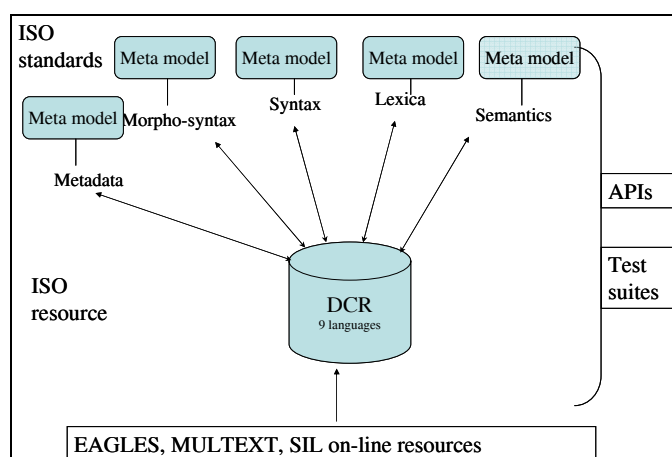 ISO
standards
Meta model
Meta model
Meta model
Meta model
Meta model
Morpho-syntax
Syntax
Lexica
Semantics
Metadata
APIs
Test
suites
ISO
resource
DCR
9 languages
EAGLES, MULTEXT, SIL on-line resources